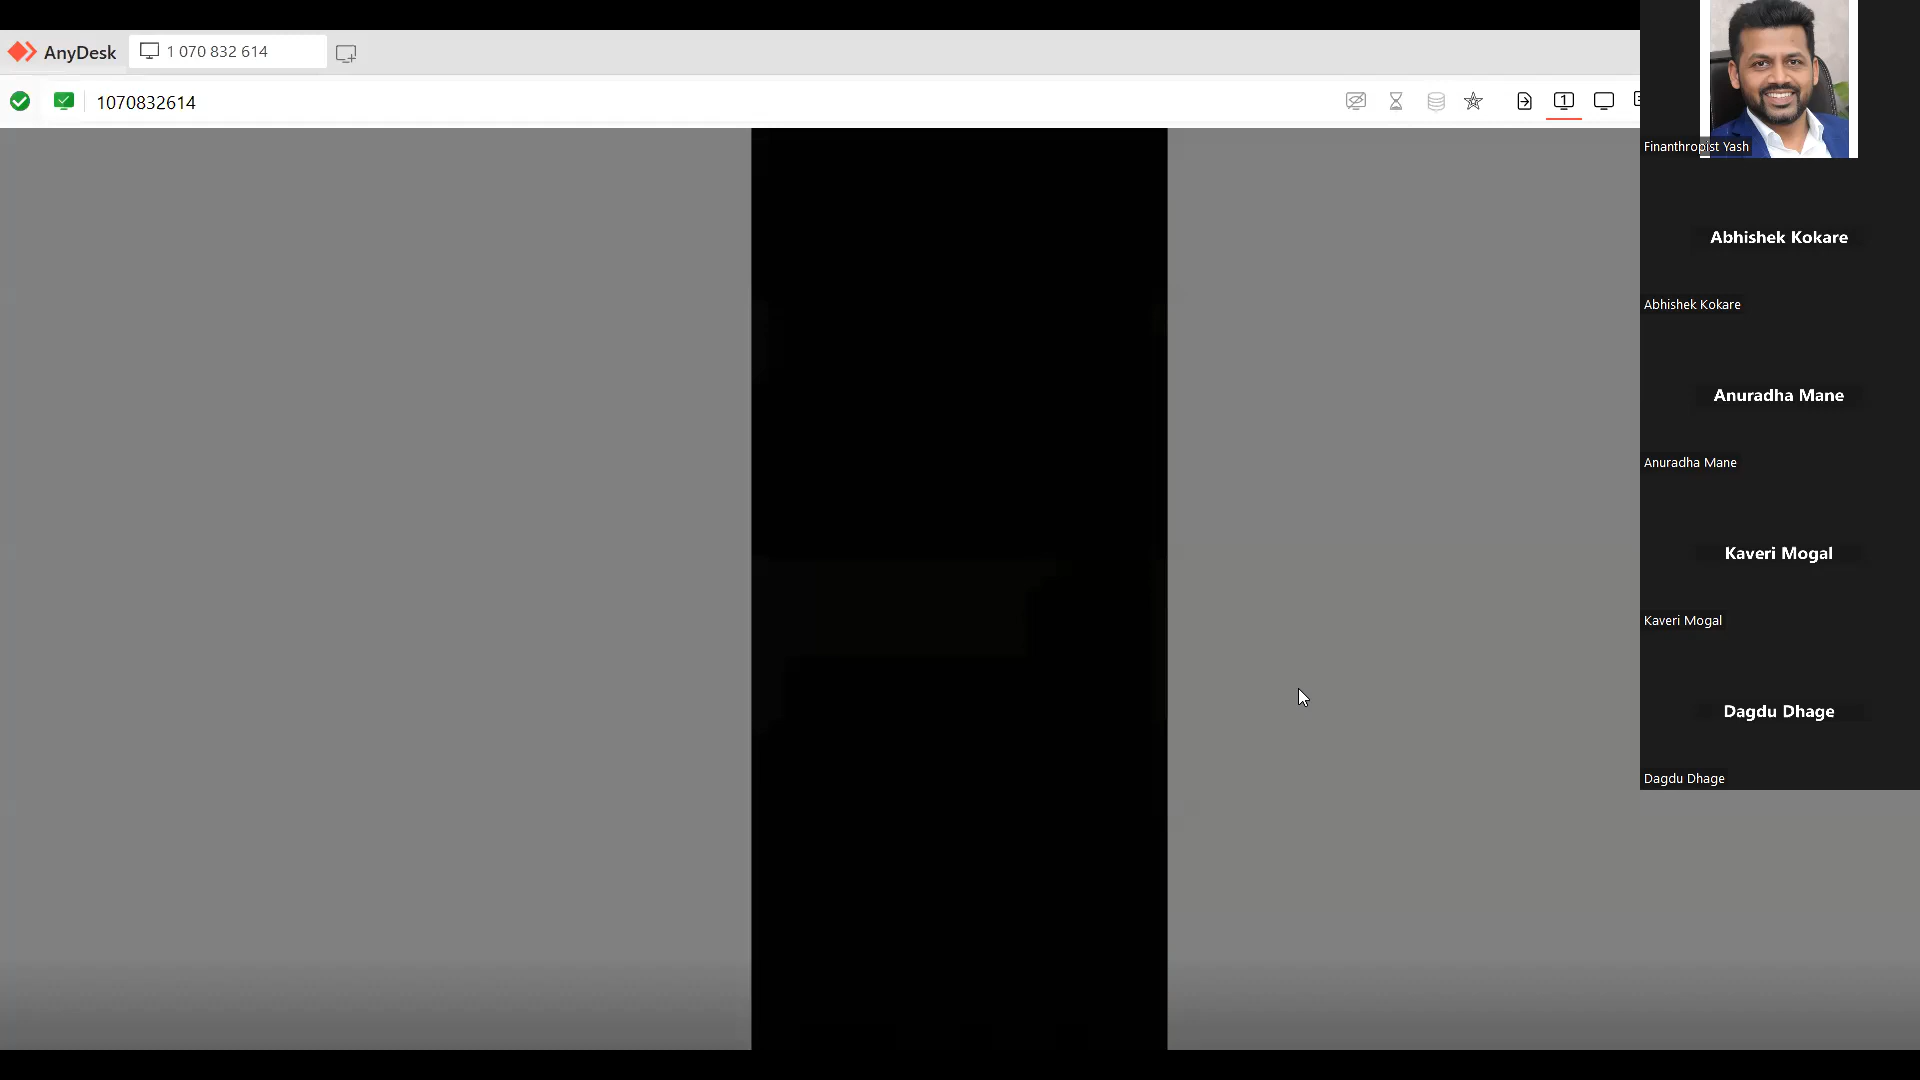 AnyDesk
1 070 832 614
1070832614
1
Finanthropist Yash
Abhishek Kokare
Abhishek Kokare
Anuradha Mane
Anuradha Mane
Kaveri Mogal
Kaveri Mogal
Dagdu Dhage
Dagdu Dhage